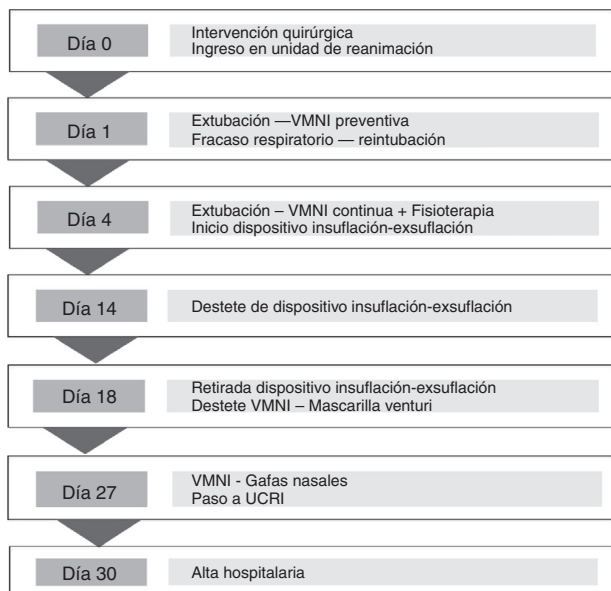 Día 0
Intervención quirúrgica
Ingreso en unidad de reanimación
Día 1
Extubación —VMNI preventiva
Fracaso respiratorio — reintubación
Día 4
Extubación – VMNI continua + Fisioterapia
Inicio dispositivo insuflación-exsuflación
Día 14
Destete de dispositivo insuflación-exsuflación
Día 18
Retirada dispositivo insuflación-exsuflación
Destete VMNI – Mascarilla venturi
Día 27
VMNI - Gafas nasales
Paso a UCRI
Día 30
Alta hospitalaria